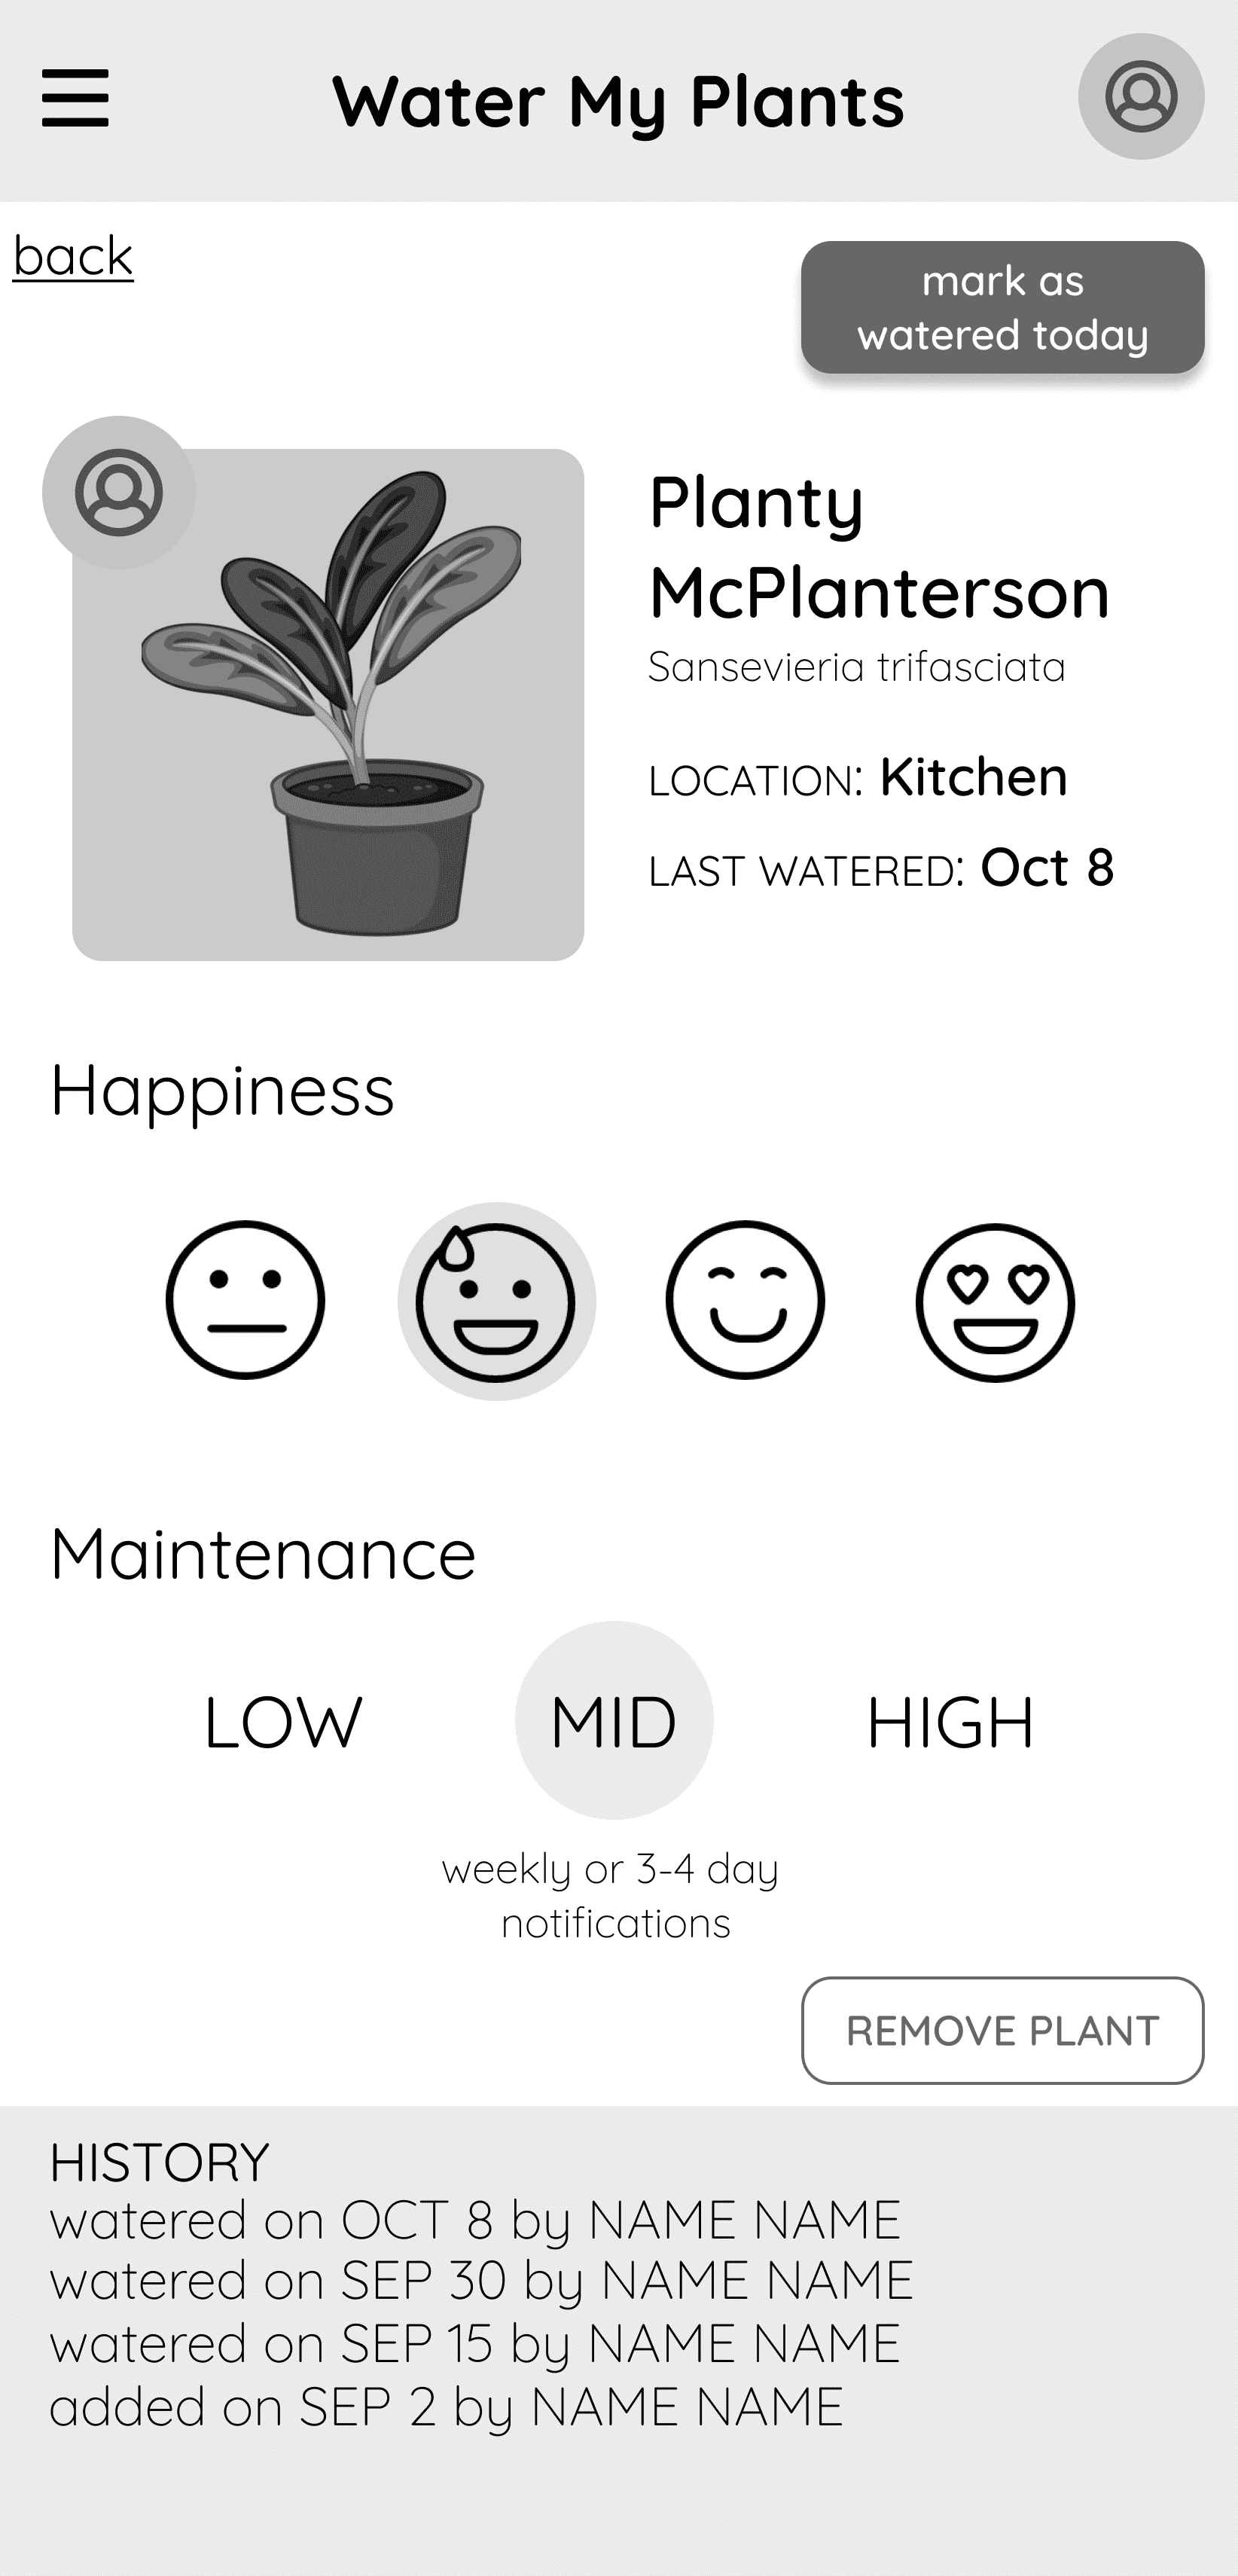 Water My Plants
back
mark as
watered today
Planty
McPlanterson
Sansevieria trifasciata
LOCATION: Kitchen
LAST WATERED: Oct 8
Happiness
Maintenance
LOW MID HIGH
weekly or 3-4 day
notifications
REMOVE PLANT
HISTORY
watered on OCT 8 by NAME NAME
watered on SEP 30 by NAME NAME
watered on SEP 15 by NAME NAME
added on SEP 2 by NAME NAME